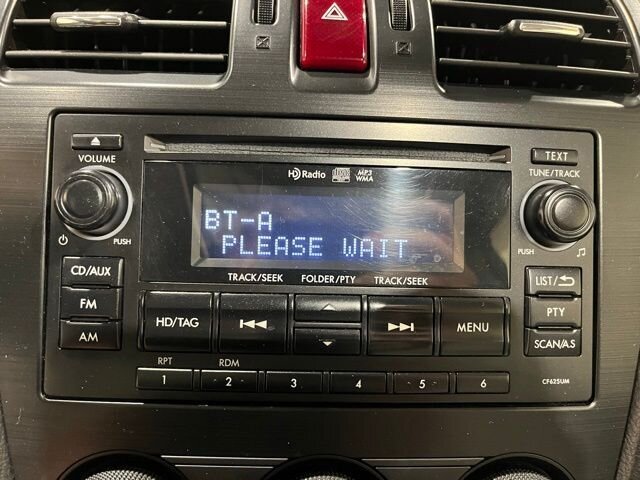 VOLUME
PUSH
HD Radio
MP3
WMA
TEXT
TUNE/TRACK
PUSH
BT-A
PLEASE WAIT
TRACK/SEEK FOLDER/PTY TRACK/SEEK
CD/AUX
FM
AM
HD/TAG
MENU
LIST/
PTY
SCAN/A.S
RPT RDM
1 2 3 4 5 6
CF625UM